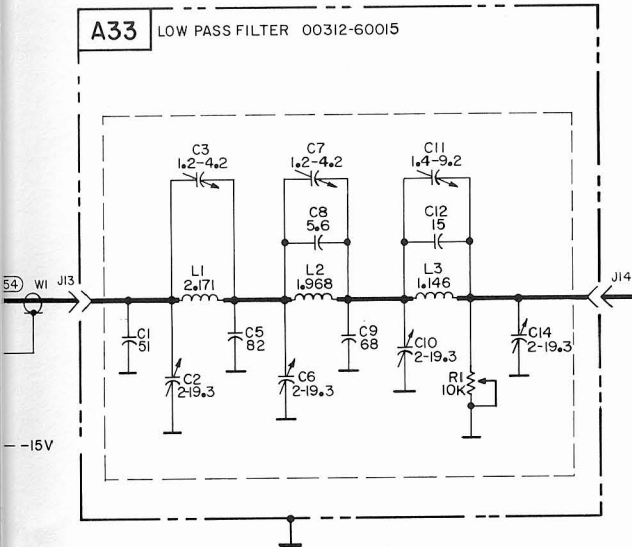 A33 LOW PASS FILTER 00312-60015
C3
1.2-4.2
C7
1.2-4.2
C11
1.4-9.2
C8
5.6
C12
15
54 W1 J13
L1
2.171
L2
1.968
L3
1.146
J14
C1
51
C2
2-19.3
C5
82
C6
2-19.3
C9
68
C10
2-19.3
R1
10K
C14
2-19.3
-15V